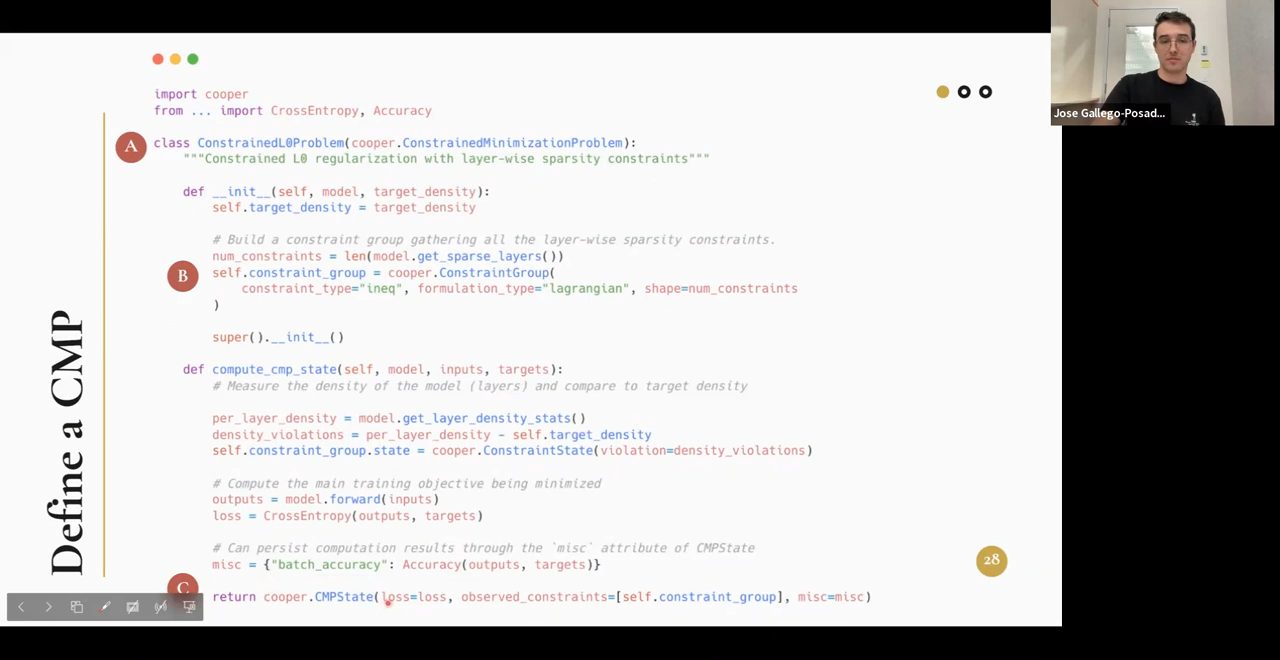 Define a CMP
import cooper
from ... import CrossEntropy, Accuracy
A
class ConstrainedL0Problem(cooper.ConstrainedMinimizationProblem):
"""Constrained L0 regularization with layer-wise sparsity constraints"""
def __init__(self, model, target_density):
self.target_density = target_density
# Build a constraint group gathering all the layer-wise sparsity constraints.
num_constraints = len(model.get_sparse_layers())
B
self.constraint_group = cooper.ConstraintGroup(
constraint_type="ineq", formulation_type="lagrangian", shape=num_constraints
)
super().__init__()
def compute_cmp_state(self, model, inputs, targets):
# Measure the density of the model (layers) and compare to target density
per_layer_density = model.get_layer_density_stats()
density_violations = per_layer_density - self.target_density
self.constraint_group.state = cooper.ConstraintState(violation=density_violations)
# Compute the main training objective being minimized
outputs = model.forward(inputs)
loss = CrossEntropy(outputs, targets)
# Can persist computation results through the `misc` attribute of CMPState
misc = {"batch_accuracy": Accuracy(outputs, targets)}
C
return cooper.CMPState(loss=loss, observed_constraints=[self.constraint_group], misc=misc)
28
Jose Gallego-Posad...